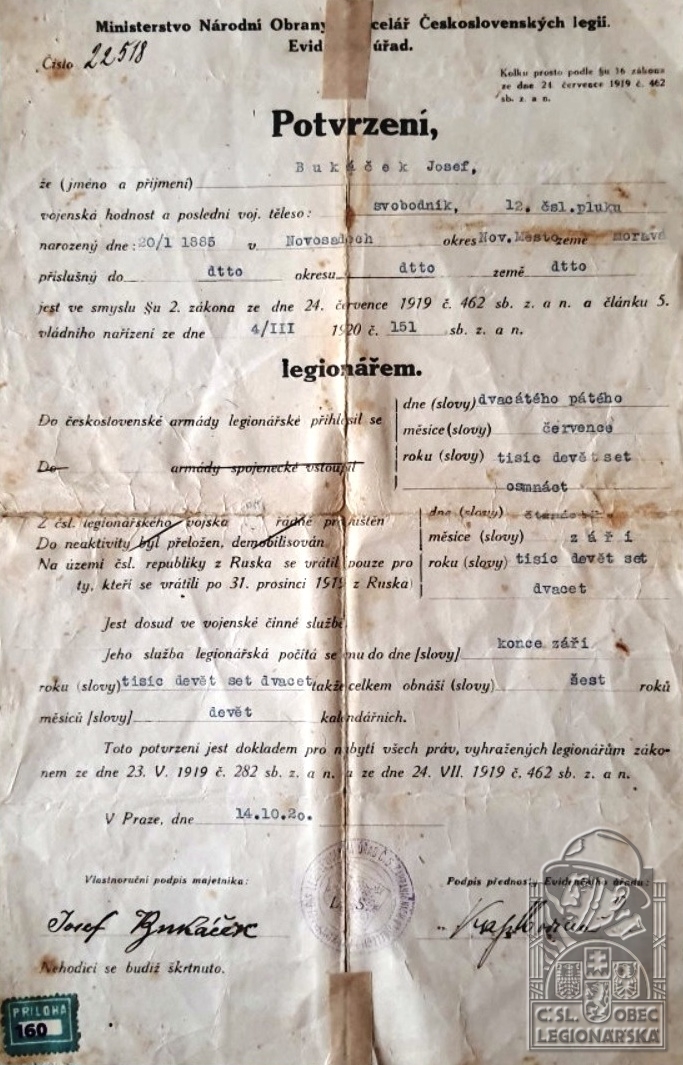 Ministerstvo Národní Obrany celář Československých legií.
Evid úřad.
Číslo 22518
Kolku prosto podle §u 16 zákona
ze dne 24. července 1919 č. 462
sb. z. a n.
Potvrzení,
že (jméno a příjmení) Bukáček Josef,
vojenská hodnost a poslední voj. těleso: svobodník, 12. čsl.pluku
narozený dne: 20/1 1885 v Novosadech okres Nov.Mesto země Morava
příslušný do dtto okresu dtto země dtto
jest ve smyslu §u 2. zákona ze dne 24. července 1919 č. 462 sb. z. a n. a článku 5.
vládního nařízení ze dne 4/III 1920 č. 151 sb. z. a n.
legionářem.
Do československé armády legionářské přihlásil se
dne (slovy) dvacátého pátého
měsíce (slovy) července
roku (slovy) tisíc devět set
osmnáct
Do armády spojenecké vstoupil
Z čsl. legionářského vojska řádně propuštěn
Do neaktivity byl přeložen, demobilisován
Na území čsl. republiky z Ruska se vrátil (pouze pro
ty, kteří se vrátili po 31. prosinci 1919 z Ruska)
dne (slovy)
měsíce (slovy) září
roku (slovy) tisíc devět set
dvacet
Jest dosud ve vojenské činné službě.
Jeho služba legionářská počítá se mu do dne [slovy] konce září
roku (slovy) tisíc devět set dvacet takže celkem obnáší (slovy) šest roků
měsíců [slovy] devět kalendářních.
Toto potvrzení jest dokladem pro nabytí všech práv, vyhražených legionářům záko-
nem ze dne 23. V. 1919 č. 282 sb. z. a n. a ze dne 24. VII. 1919 č. 462 sb. z. a n.
V Praze, dne 14.10.20.
Vlastnoruční podpis majetníka:
Podpis přednosty Evidenčního úřadu:
Josef Bukáček
Nehodící se budiž škrtnuto.
PŘÍLOHA
160
Č.SL. OBEC
LEGIONÁŘSKÁ